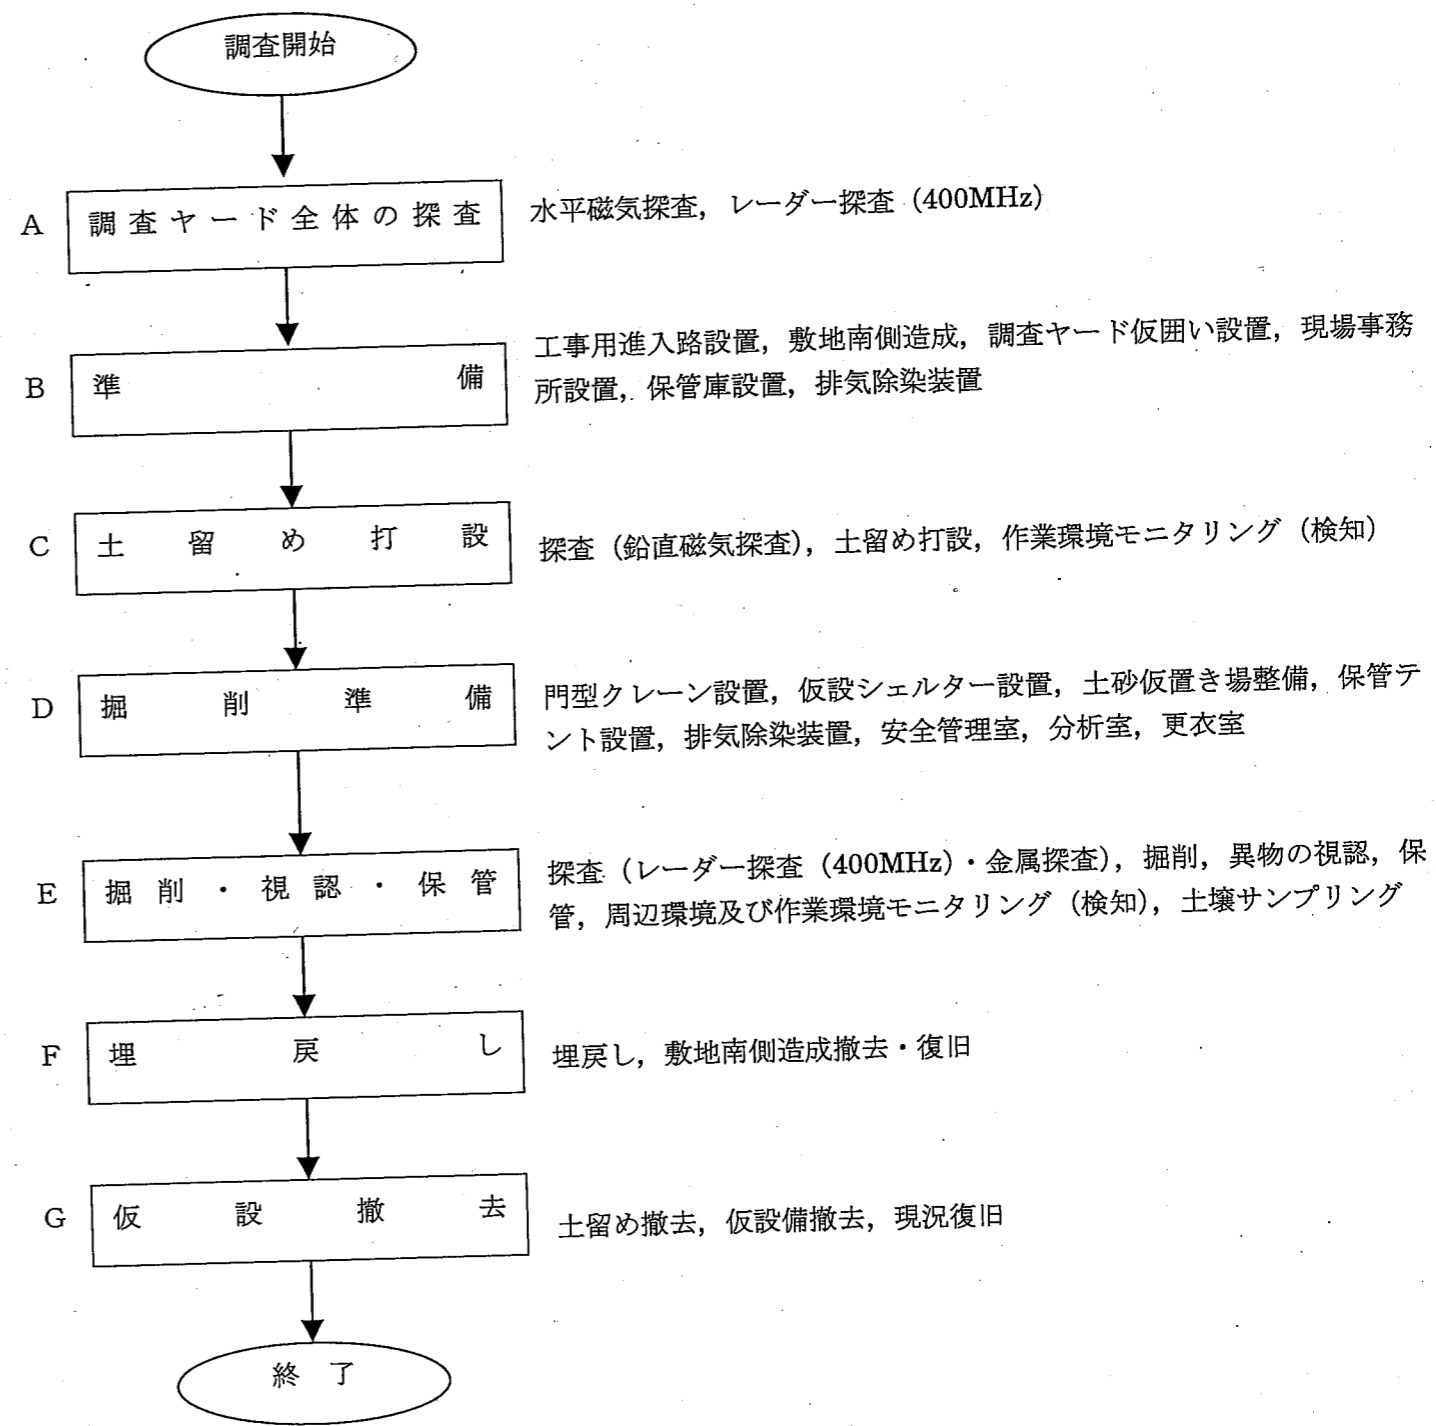 調査開始
A 調査ヤード全体の探査 水平磁気探査，レーダー探査（400MHz）
B 準備 工事用進入路設置，敷地南側造成，調査ヤード仮囲い設置，現場事務
所設置，保管庫設置，排気除染装置
C 土留め打設 探査（鉛直磁気探査），土留め打設，作業環境モニタリング（検知）
D 掘削準備 門型クレーン設置，仮設シェルター設置，土砂仮置き場整備，保管テ
ント設置，排気除染装置，安全管理室，分析室，更衣室
E 掘削・視認・保管 探査（レーダー探査（400MHz）・金属探査），掘削，異物の視認，保
管，周辺環境及び作業環境モニタリング（検知），土壌サンプリング
F 埋戻し 埋戻し，敷地南側造成撤去・復旧
G 仮設撤去 土留め撤去，仮設備撤去，現況復旧
終了